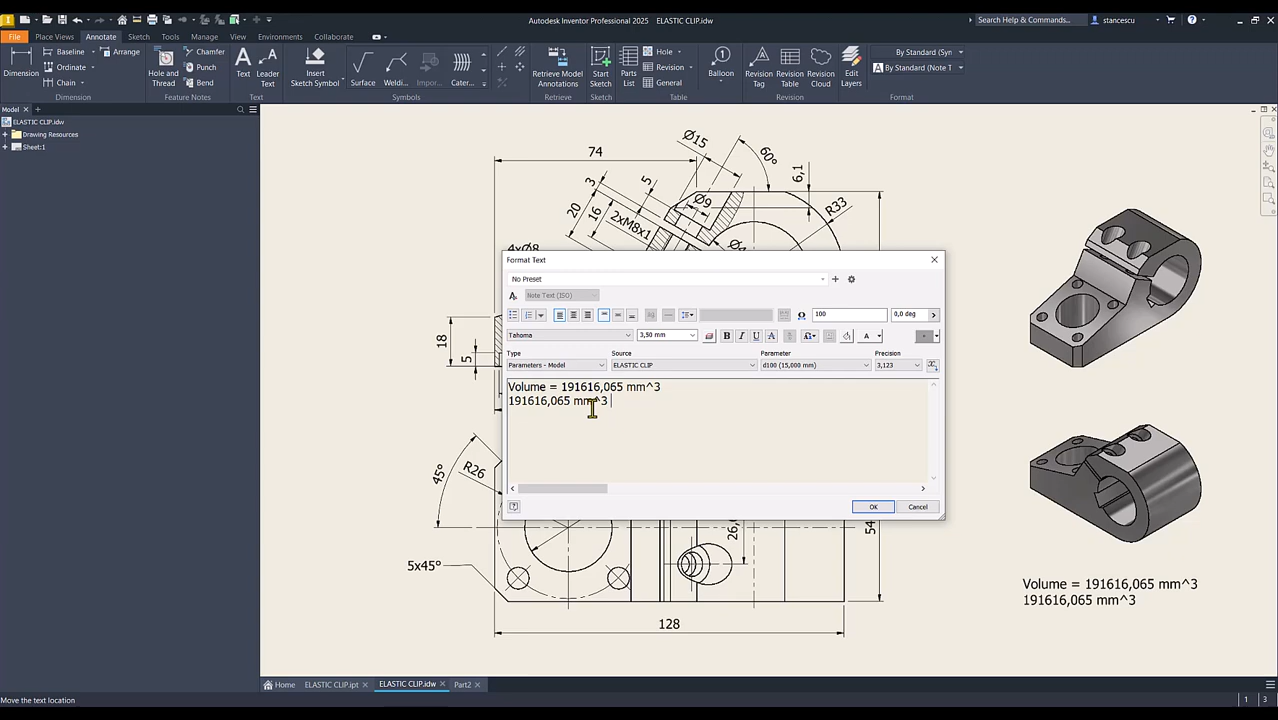 Autodesk Inventor Professional 2025 ELASTIC CLIP.idw
Search Help & Commands...
stancescu
File Place Views Annotate Sketch Tools Manage View Environments Collaborate
Dimension
Baseline
Ordinate
Chain
Arrange
Dimension
Hole and Thread
Chamfer
Punch
Bend
Feature Notes
Text
Leader Text
Text
Insert Sketch Symbol
Surface
Weldi...
Impor...
Cater...
Symbols
Retrieve Model Annotations
Retrieve
Start Sketch
Sketch
Parts List
Hole
Revision
General
Table
Balloon
Revision Tag
Revision Table
Revision Cloud
Revision
Edit Layers
By Standard (Syn
By Standard (Note T
Format
Model
ELASTIC CLIP.idw
Drawing Resources
Sheet:1
74
Ø15
60°
6,1
3
5
20
16
Ø9
2xM8x1
R33
4xØ8
18
5
Format Text
No Preset
Note Text (ISO)
100
0,0 deg
Tahoma
3,50 mm
B I U A
Type
Source
Parameter
Precision
Parameters - Model
ELASTIC CLIP
d100 (15,000 mm)
3,123
Volume = 191616,065 mm^3
191616,065 mm^3
OK
Cancel
45°
R26
5x45°
128
Volume = 191616,065 mm^3
191616,065 mm^3
Home ELASTIC CLIP.ipt ELASTIC CLIP.idw Part2
Move the text location
1 3